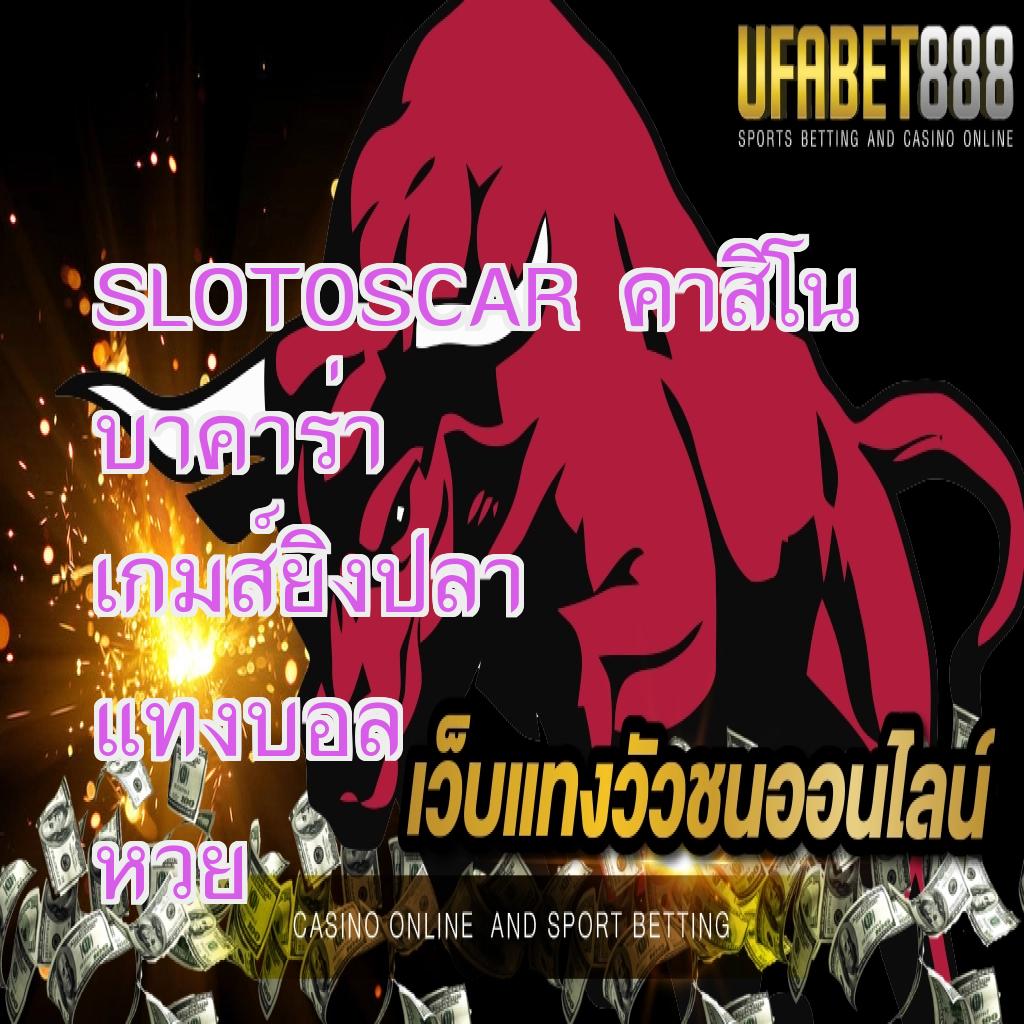 UFABET888
SPORTS BETTING AND CASINO ONLINE
SLOTOSCAR คาสิโน
บาคาร่า
เกมส์ยิงปลา
แทงบอล
เว็บแทงวัวชนออนไลน์
หวย
CASINO ONLINE AND SPORT BETTING